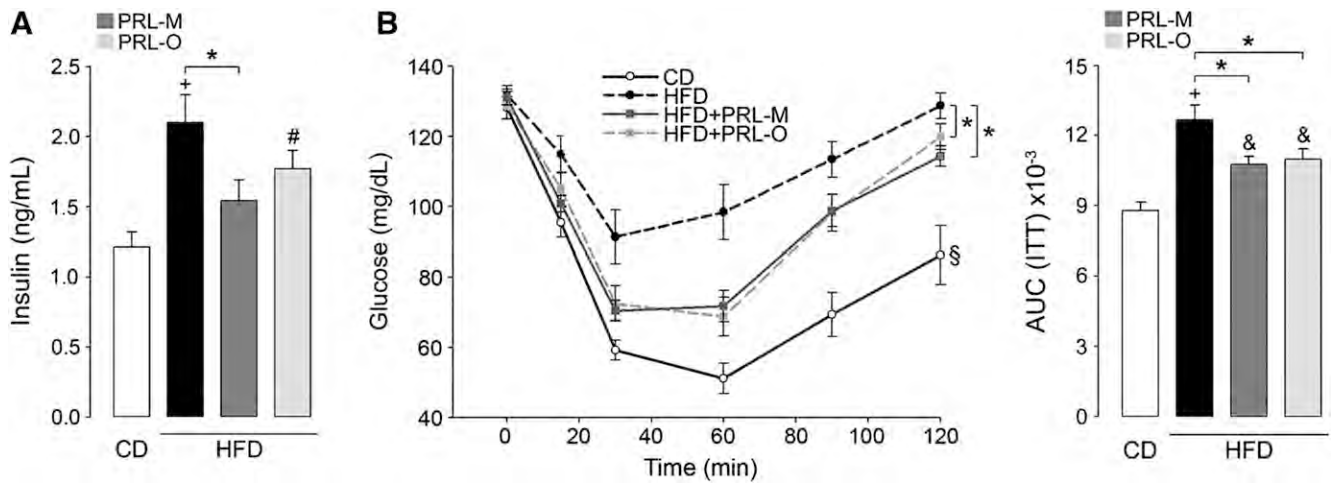 A
PRL-M
PRL-O
*
+
#
Insulin (ng/mL)
2.5
2.0
1.5
1.0
0.5
0.0
CD
HFD
B
CD
HFD
HFD+PRL-M
HFD+PRL-O
* *
§
Glucose (mg/dL)
140
120
100
80
60
40
0 20 40 60 80 100 120
Time (min)
PRL-M
PRL-O
*
*
+
& &
AUC (ITT) x10-3
15
12
9
6
3
0
CD
HFD